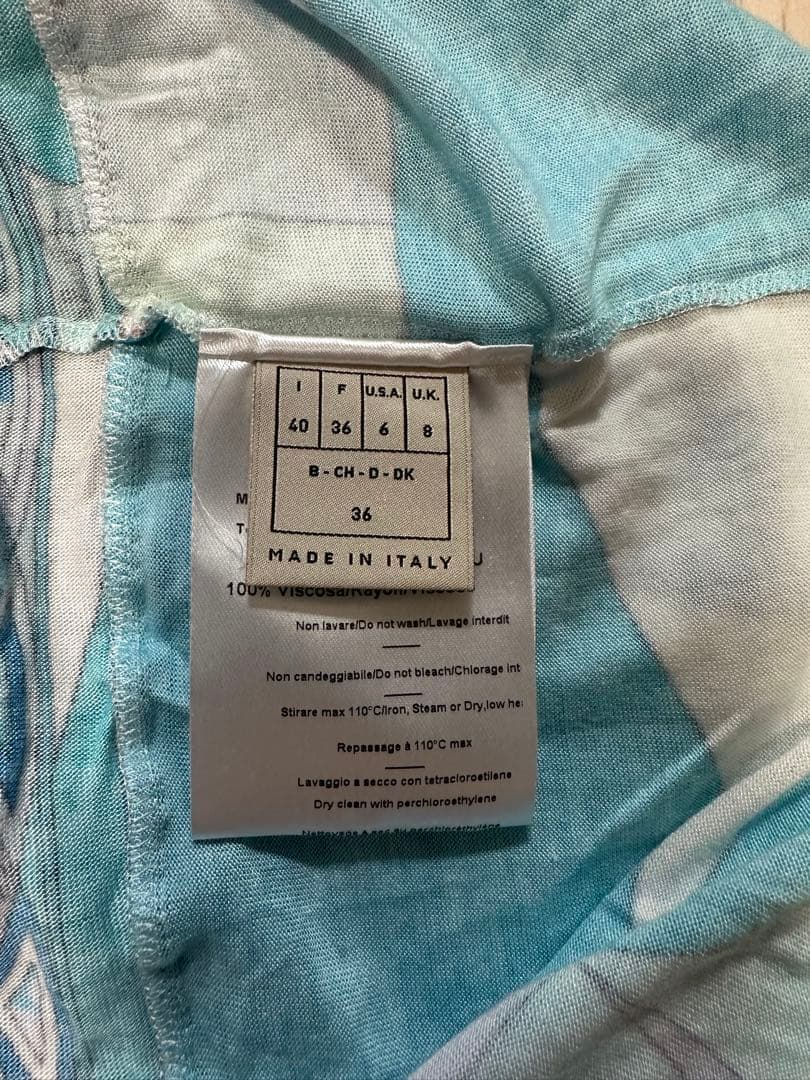 I F U.S.A. U.K.
40 36 6 8
B - CH - D - DK
36
MADE IN ITALY
100%
Non lavare/Do not wash/Lavage interdit
Non candeggiabile/Do not bleach/Chlorage int
Stirare max 110°C/Iron, Steam or Dry,low
Repassage à 110°C max
Lavaggio a secco con tetracloroetilene
Dry clean with perchloroethylene